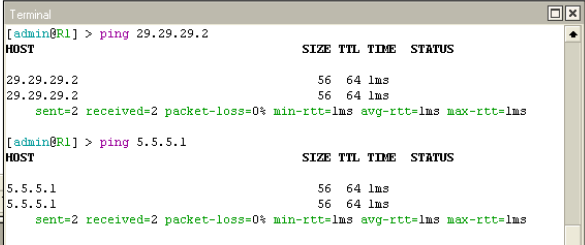 Terminal
[admin@R1] > ping 29.29.29.2
HOST SIZE TTL TIME STATUS
29.29.29.2 56 64 1ms
29.29.29.2 56 64 1ms
sent=2 received=2 packet-loss=0% min-rtt=1ms avg-rtt=1ms max-rtt=1ms
[admin@R1] > ping 5.5.5.1
HOST SIZE TTL TIME STATUS
5.5.5.1 56 64 1ms
5.5.5.1 56 64 1ms
sent=2 received=2 packet-loss=0% min-rtt=1ms avg-rtt=1ms max-rtt=1ms